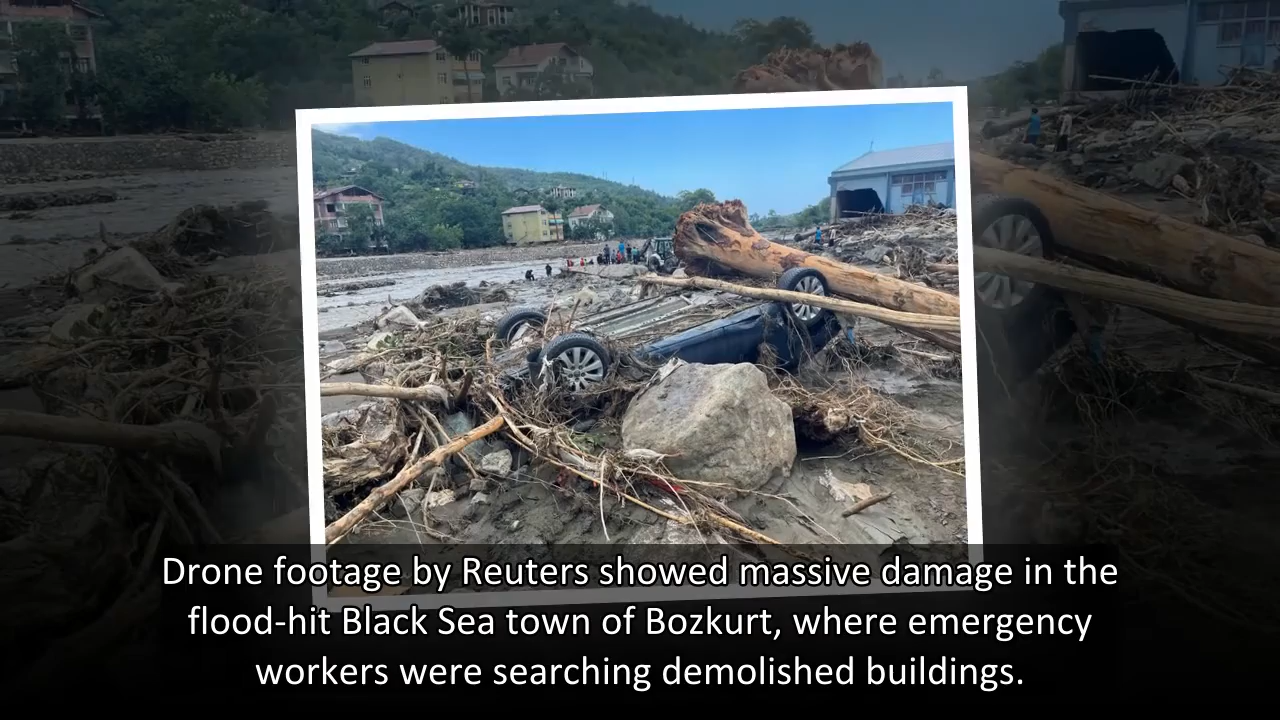 Drone footage by Reuters showed massive damage in the
flood-hit Black Sea town of Bozkurt, where emergency
workers were searching demolished buildings.